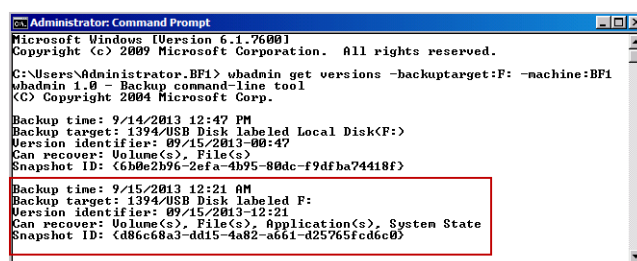 Administrator: Command Prompt
Microsoft Windows [Version 6.1.7600]
Copyright (c) 2009 Microsoft Corporation.  All rights reserved.
C:\Users\Administrator.BF1> wbadmin get versions -backuptarget:F: -machine:BF1
wbadmin 1.0 - Backup command-line tool
(C) Copyright 2004 Microsoft Corp.
Backup time: 9/14/2013 12:47 PM
Backup target: 1394/USB Disk labeled Local Disk(F:)
Version identifier: 09/15/2013-00:47
Can recover: Volume(s), File(s)
Snapshot ID: {6b0e2b96-2efa-4b95-80dc-f9dfba74418f}
Backup time: 9/15/2013 12:21 AM
Backup target: 1394/USB Disk labeled F:
Version identifier: 09/15/2013-12:21
Can recover: Volume(s), File(s), Application(s), System State
Snapshot ID: {d86c68a3-dd15-4a82-a661-d25765fcd6c0}